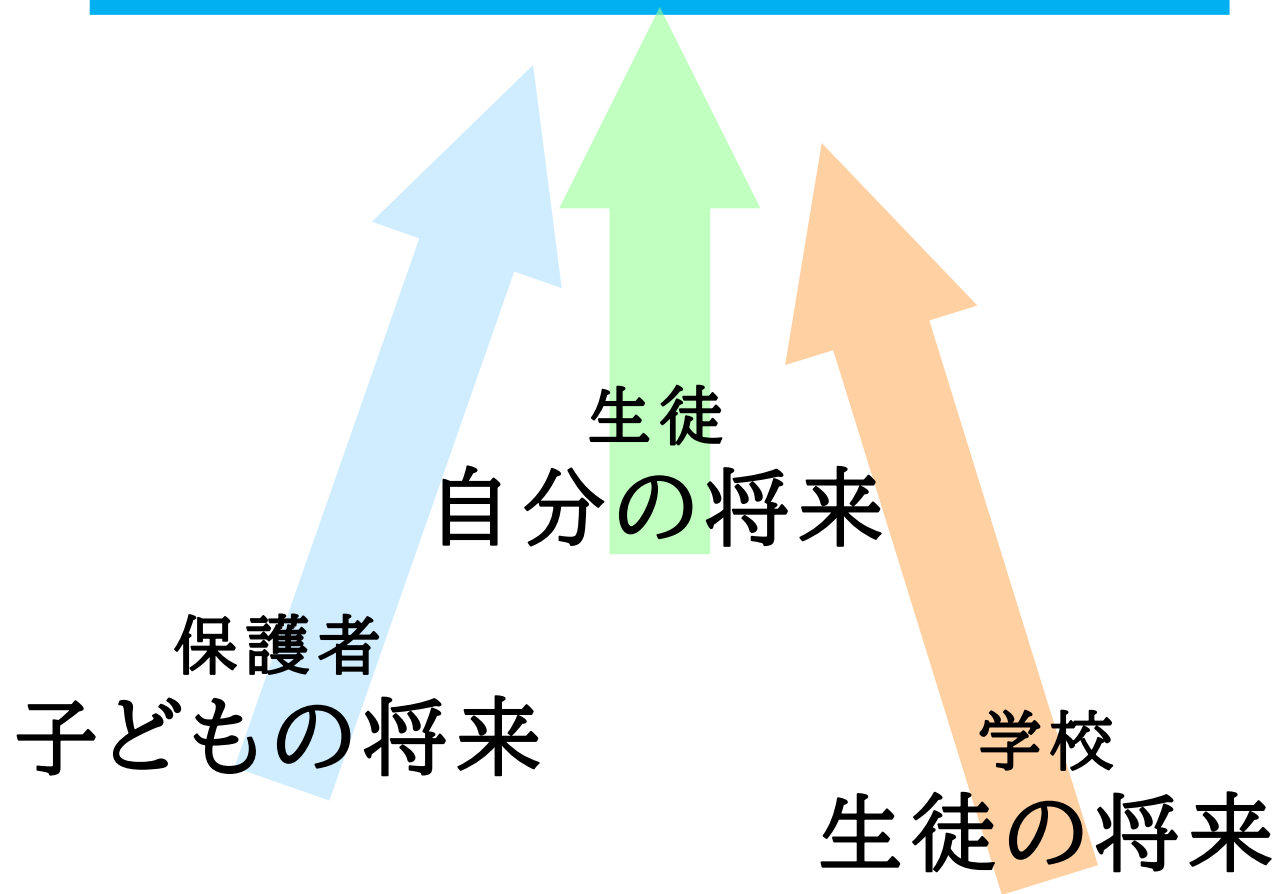 生徒
自分の将来
保護者
子どもの将来
学校
生徒の将来